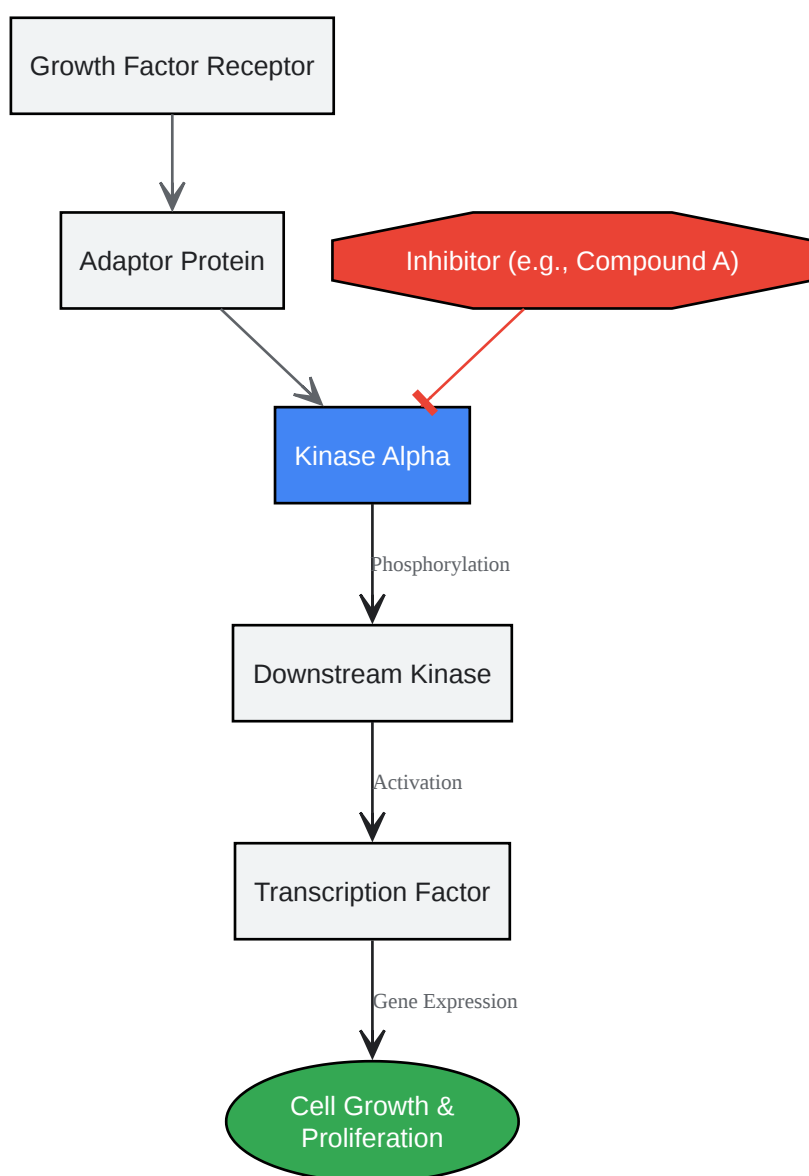 Growth Factor Receptor
Adaptor Protein
Inhibitor (e.g., Compound A)
Kinase Alpha
Phosphorylation
Downstream Kinase
Activation
Transcription Factor
Gene Expression
Cell Growth &
Proliferation